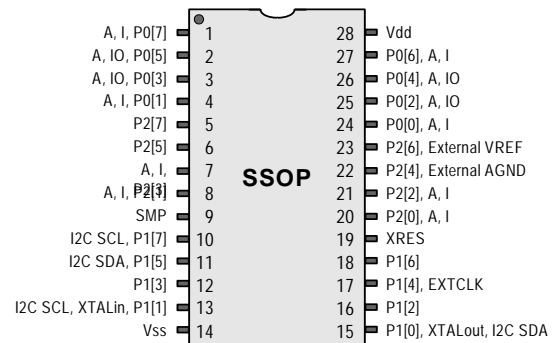 A, I, P0[7] 1 28 Vdd
A, IO, P0[5] 2 27 P0[6], A, I
A, IO, P0[3] 3 26 P0[4], A, IO
A, I, P0[1] 4 25 P0[2], A, IO
P2[7] 5 24 P0[0], A, I
P2[5] 6 23 P2[6], External VREF
A, I, P2[3] 7 SSOP 22 P2[4], External AGND
A, I, P2[1] 8 21 P2[2], A, I
SMP 9 20 P2[0], A, I
I2C SCL, P1[7] 10 19 XRES
I2C SDA, P1[5] 11 18 P1[6]
P1[3] 12 17 P1[4], EXTCLK
I2C SCL, XTALin, P1[1] 13 16 P1[2]
Vss 14 15 P1[0], XTALout, I2C SDA